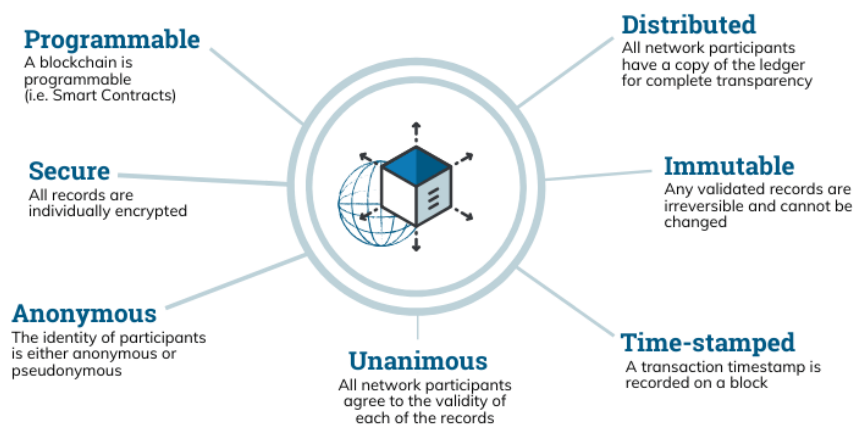 Programmable
A blockchain is
programmable
(i.e. Smart Contracts)
Secure
All records are
individually encrypted
Anonymous
The identity of participants
is either anonymous or
pseudonymous
Unanimous
All network participants
agree to the validity of
each of the records
Distributed
All network participants
have a copy of the ledger
for complete transparency
Immutable
Any validated records are
irreversible and cannot be
changed
Time-stamped
A transaction timestamp is
recorded on a block